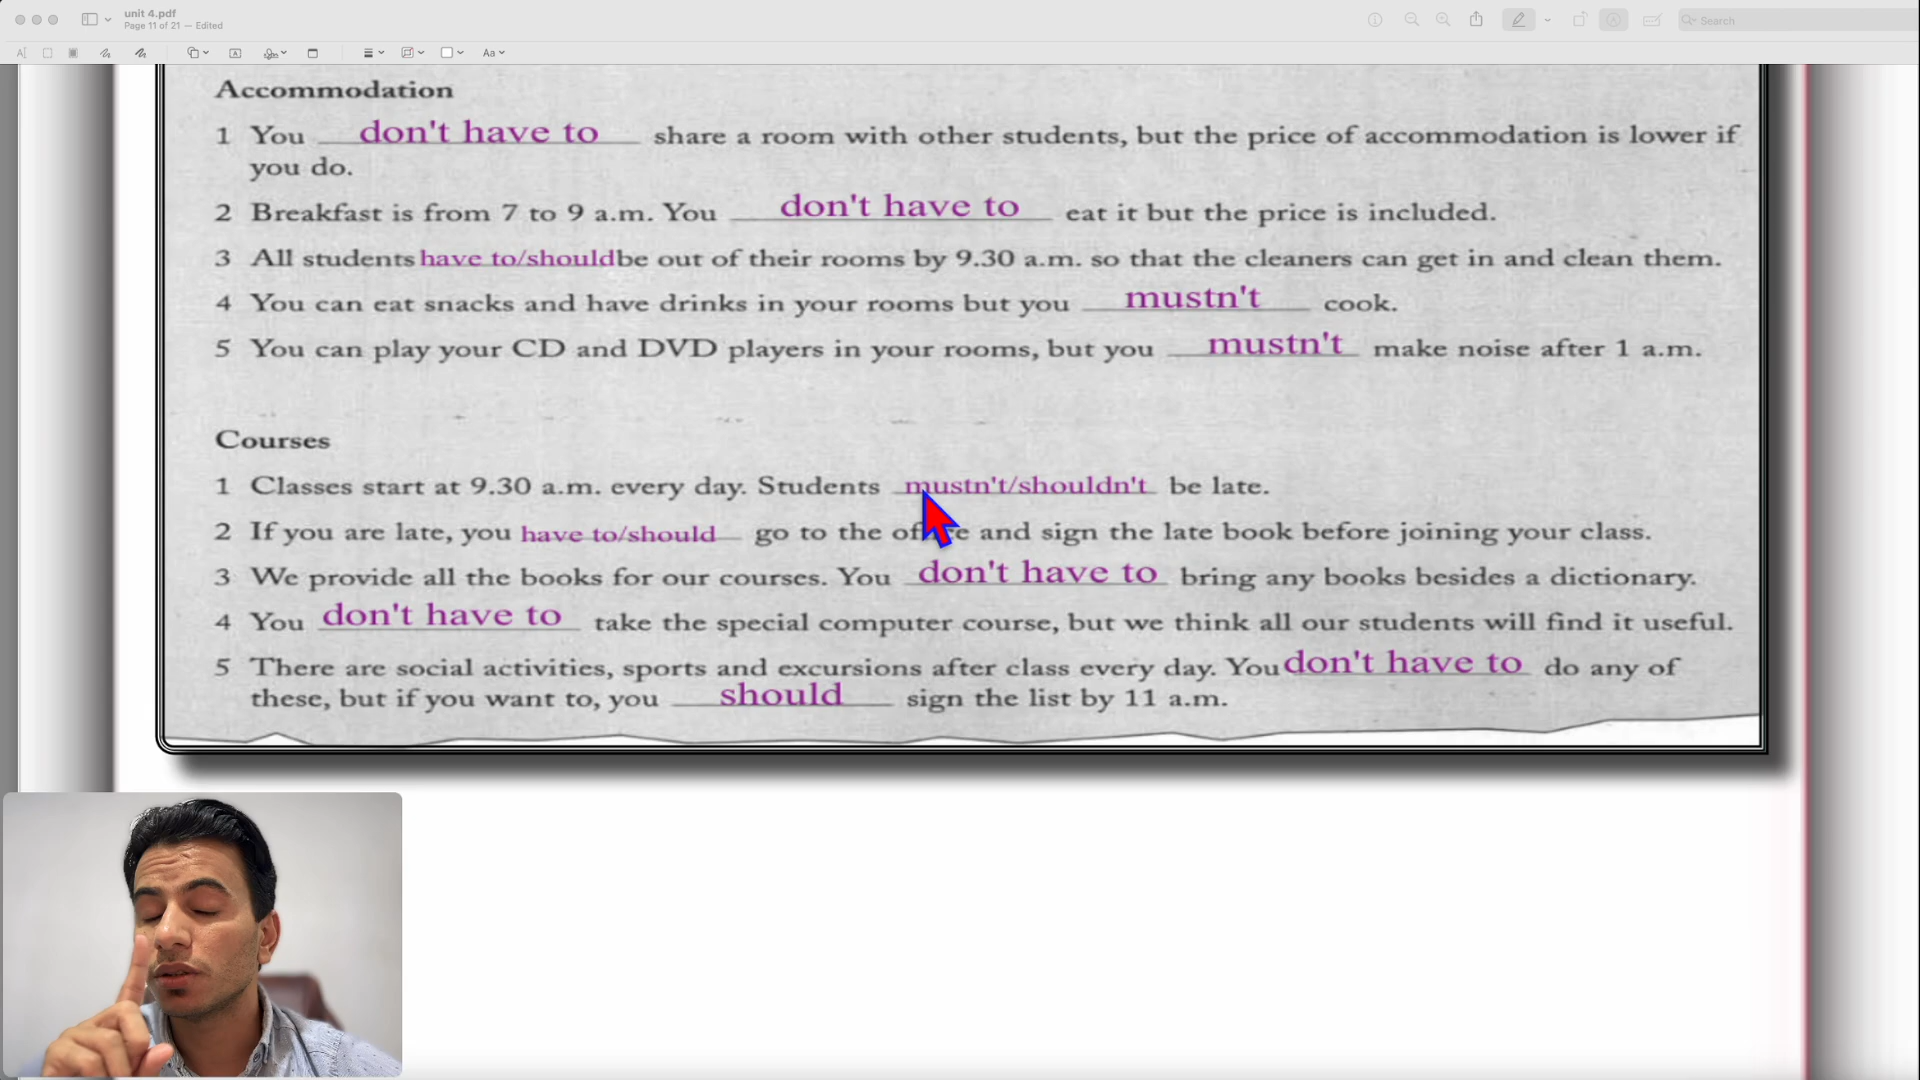 unit 4.pdf
Page 11 of 21 — Edited
Search
Accommodation
1 You don't have to share a room with other students, but the price of accommodation is lower if
you do.
2 Breakfast is from 7 to 9 a.m. You don't have to eat it but the price is included.
3 All students have to/should be out of their rooms by 9.30 a.m. so that the cleaners can get in and clean them.
4 You can eat snacks and have drinks in your rooms but you mustn't cook.
5 You can play your CD and DVD players in your rooms, but you mustn't make noise after 1 a.m.
Courses
1 Classes start at 9.30 a.m. every day. Students mustn't/shouldn't be late.
2 If you are late, you have to/should go to the office and sign the late book before joining your class.
3 We provide all the books for our courses. You don't have to bring any books besides a dictionary.
4 You don't have to take the special computer course, but we think all our students will find it useful.
5 There are social activities, sports and excursions after class every day. You don't have to do any of
these, but if you want to, you should sign the list by 11 a.m.